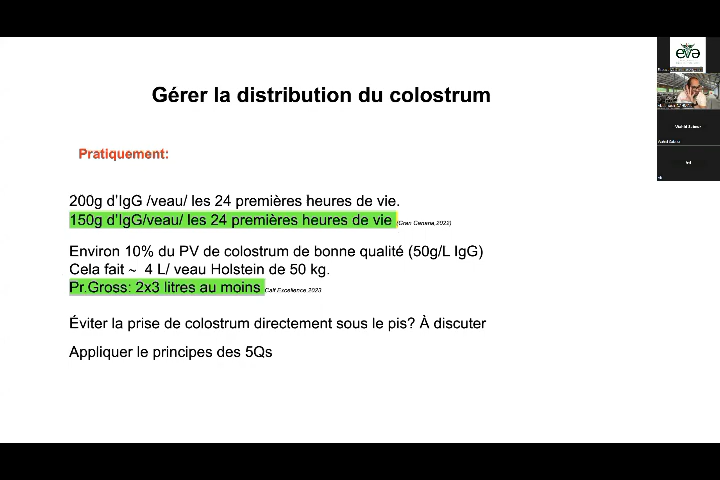 Gérer la distribution du colostrum
Pratiquement:
200g d'IgG /veau/ les 24 premières heures de vie.
150g d'IgG/veau/ les 24 premières heures de vie
Environ 10% du PV de colostrum de bonne qualité (50g/L IgG)
Cela fait ~ 4 L/ veau Holstein de 50 kg.
Pr.Gross: 2x3 litres au moins Calf Excellence 2023
Éviter la prise de colostrum directement sous le pis? À discuter
Appliquer le principes des 5Qs
eva